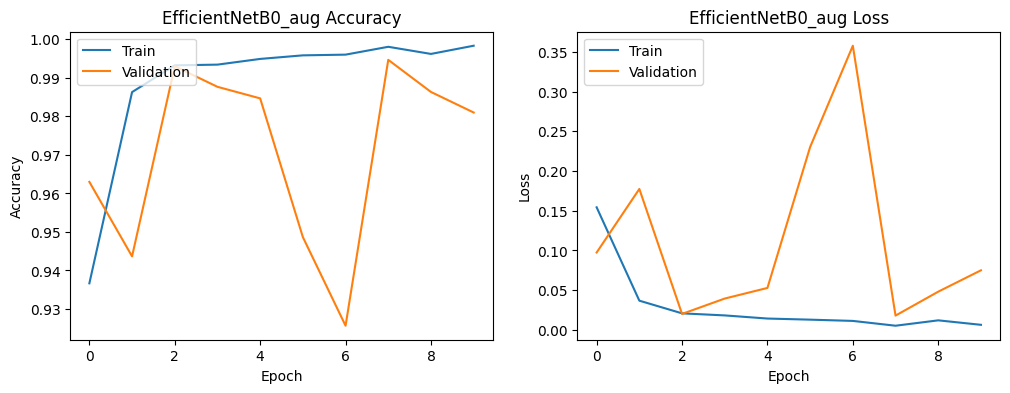 EfficientNetB0_aug Accuracy
Train
Validation
1.00
0.99
0.98
0.97
0.96
0.95
0.94
0.93
Accuracy
0 2 4 6 8
Epoch
EfficientNetB0_aug Loss
Train
Validation
0.35
0.30
0.25
0.20
0.15
0.10
0.05
0.00
Loss
0 2 4 6 8
Epoch